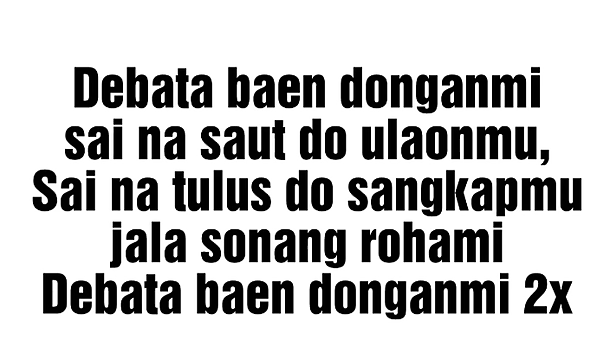 Debata baen donganmi
sai na saut do ulaonmu,
Sai na tulus do sangkapmu
jala sonang rohami
Debata baen donganmi 2x